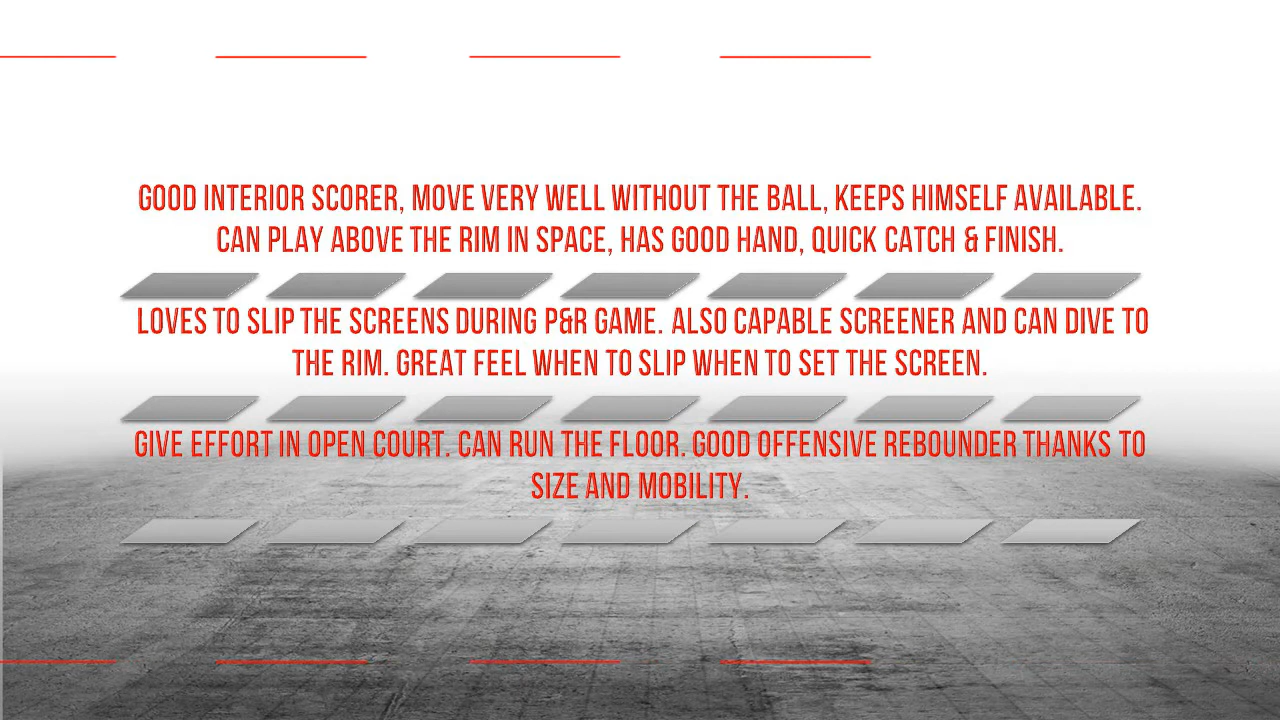 GOOD INTERIOR SCORER, MOVE VERY WELL WITHOUT THE BALL, KEEPS HIMSELF AVAILABLE.
CAN PLAY ABOVE THE RIM IN SPACE, HAS GOOD HAND, QUICK CATCH & FINISH.
LOVES TO SLIP THE SCREENS DURING P&R GAME. ALSO CAPABLE SCREENER AND CAN DIVE TO
THE RIM. GREAT FEEL WHEN TO SLIP WHEN TO SET THE SCREEN.
GIVE EFFORT IN OPEN COURT. CAN RUN THE FLOOR. GOOD OFFENSIVE REBOUNDER THANKS TO
SIZE AND MOBILITY.